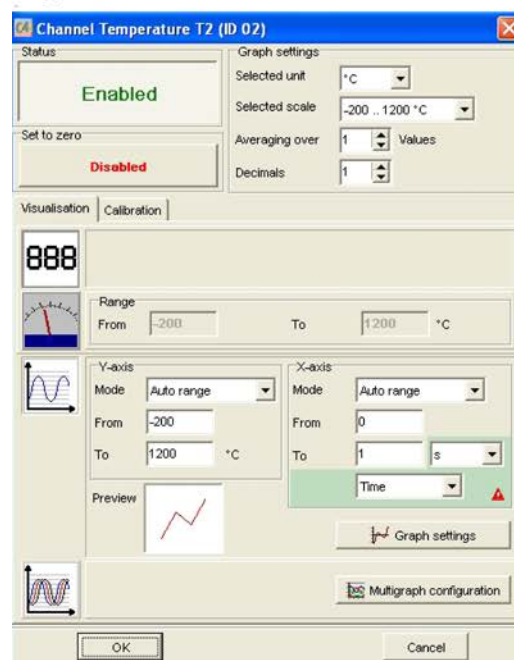 C4 Channel Temperature T2 (ID 02)
Status
Enabled
Set to zero
Disabled
Graph settings
Selected unit °C
Selected scale -200 .. 1200 °C
Averaging over 1 Values
Decimals 1
Visualisation Calibration
888
Range
From -200 To 1200 °C
Y-axis
Mode Auto range
From -200
To 1200 °C
Preview
X-axis
Mode Auto range
From 0
To 1 s
Time
Graph settings
Multigraph configuration
OK Cancel